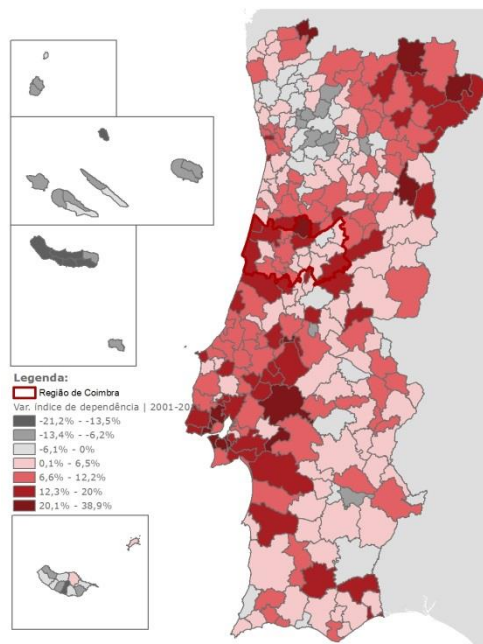 Legenda:
Região de Coimbra
Var. índice de dependência | 2001-20
-21,2% - -13,5%
-13,4% - -6,2%
-6,1% - 0%
0,1% - 6,5%
6,6% - 12,2%
12,3% - 20%
20,1% - 38,9%